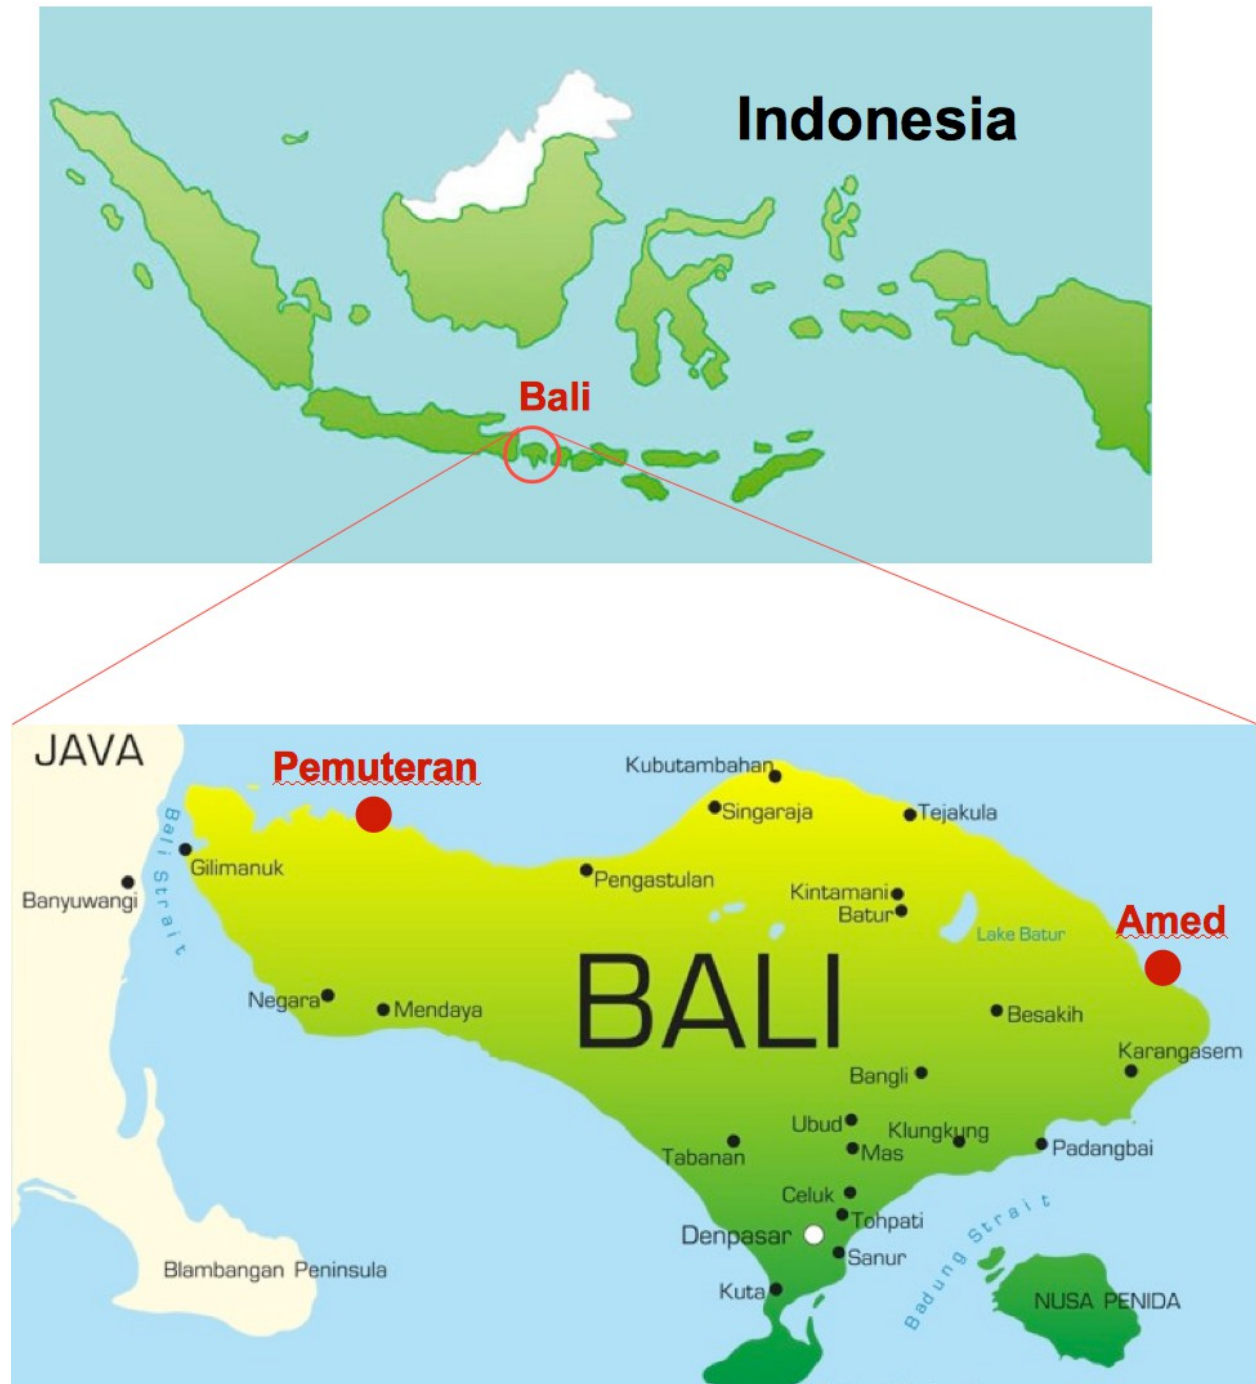 Indonesia
Bali
JAVA
Pemuteran
Kubutambahan
Singaraja
Tejakula
Bali Strait
Gilimanuk
Banyuwangi
Pengastulan
Kintamani
Batur
Lake Batur
Amed
BALI
Negara
Mendaya
Besakih
Karangasem
Bangli
Ubud
Klungkung
Mas
Tabanan
Padangbai
Celuk
Tohpati
Denpasar
Sanur
Badung Strait
Blambangan Peninsula
Kuta
NUSA PENIDA